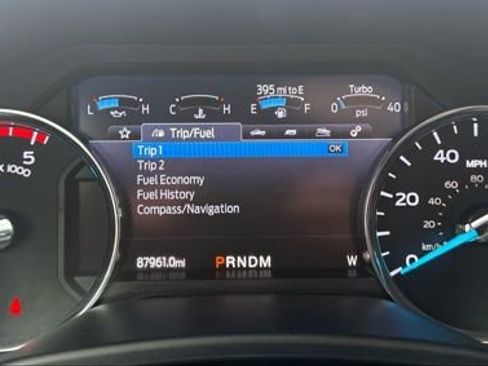 395 mi to E Turbo
L H C H E F 0 40
psi
Trip/Fuel
Trip 1 OK
Trip 2
Fuel Economy
Fuel History
Compass/Navigation
87961.0mi PRNDM W
5
x 1000
40 MPH
60
80
20
40
20
km/h
0